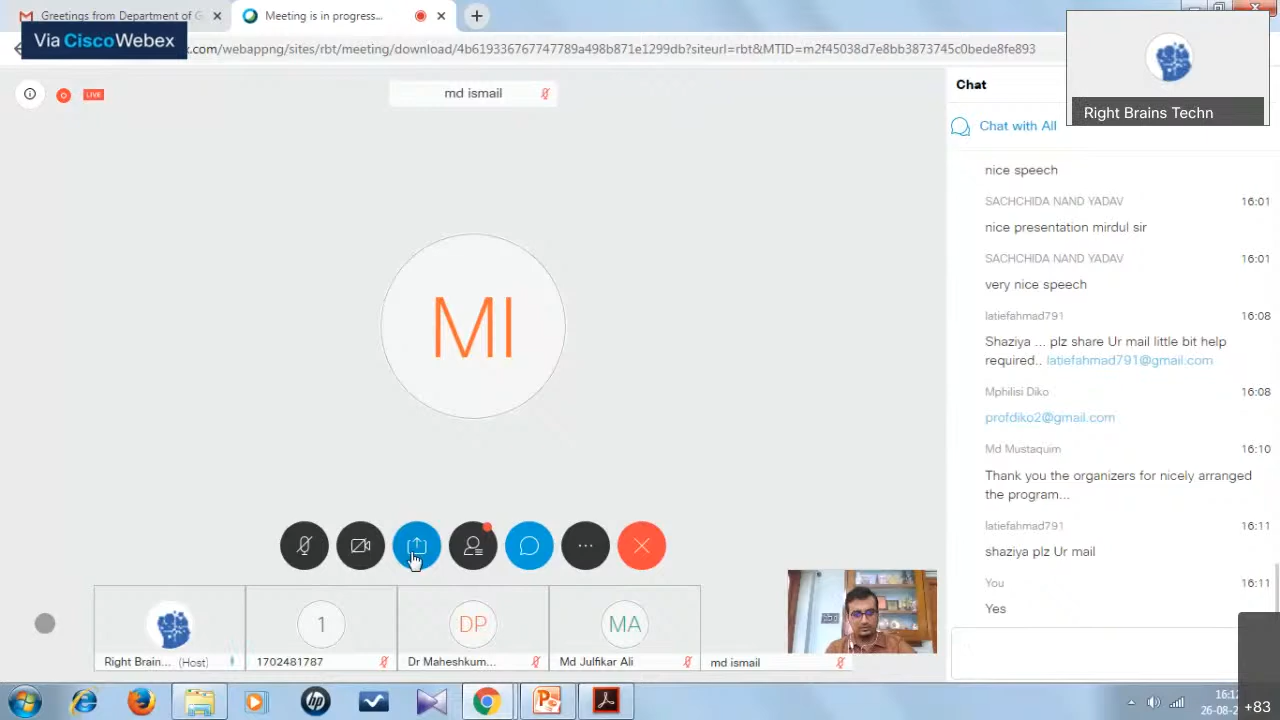 Greetings from Department of G
Meeting is in progress...
Via CiscoWebex
.com/webappng/sites/rbt/meeting/download/4b619336767747789a498b871e1299db?siteurl=rbt&MTID=m2f45038d7e8bb3873745c0bede8fe893
LIVE
md ismail
MI
Right Brain... (Host)
1
1702481787
DP
Dr Maheshkum...
MA
Md Julfikar Ali
md ismail
Right Brains Techn
Chat
Chat with All
nice speech
SACHCHIDA NAND YADAV 16:01
nice presentation mirdul sir
SACHCHIDA NAND YADAV 16:01
very nice speech
latiefahmad791 16:08
Shaziya ... plz share Ur mail little bit help
required.. latiefahmad791@gmail.com
Mphilisi Diko 16:08
profdiko2@gmail.com
Md Mustaquim 16:10
Thank you the organizers for nicely arranged
the program...
latiefahmad791 16:11
shaziya plz Ur mail
You 16:11
Yes
hp
16:12
26-08-2
+83